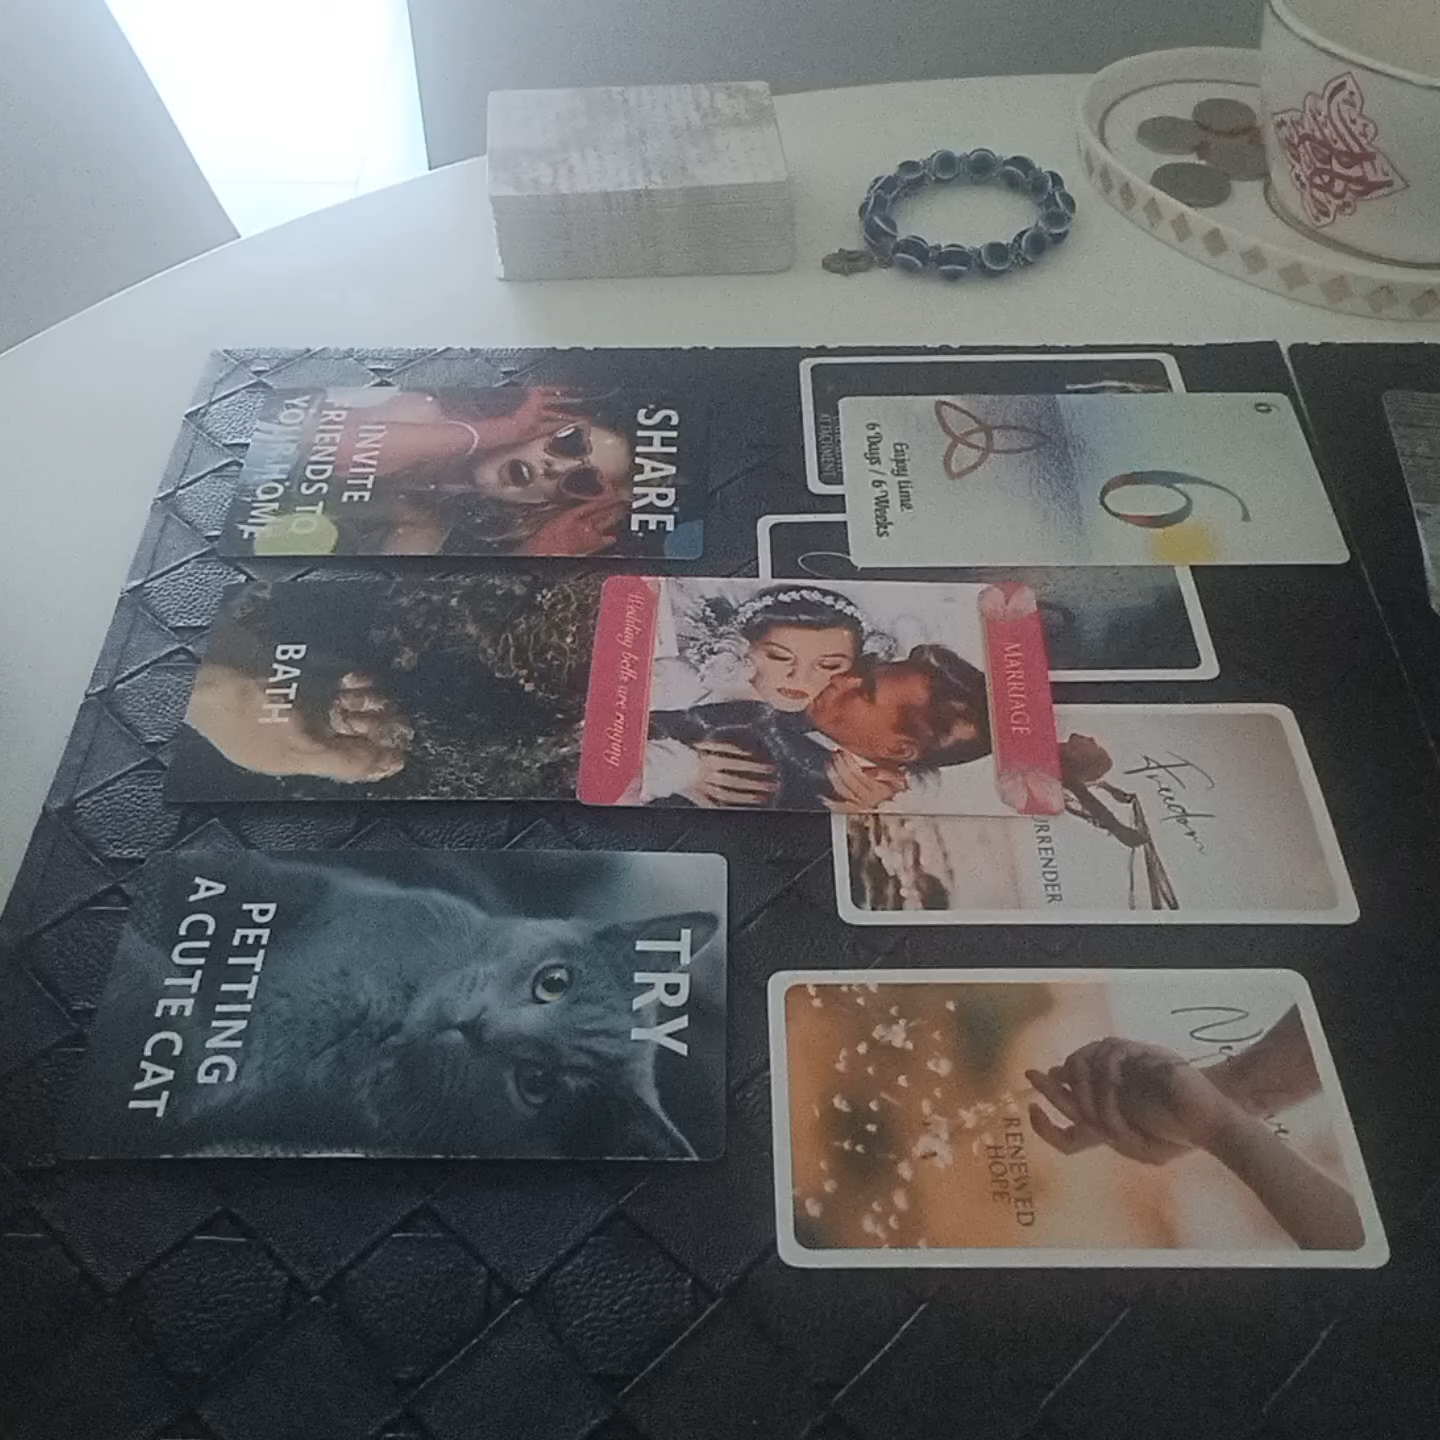 SHARE
INVITE
FRIENDS TO
YOUR HOME
6
6
Enjoy time.
6 Days / 6 Weeks
BATH
MARRIAGE
Wedding bells are ringing.
Freedom
TRY
PETTING
A CUTE CAT
RENEWED
HOPE